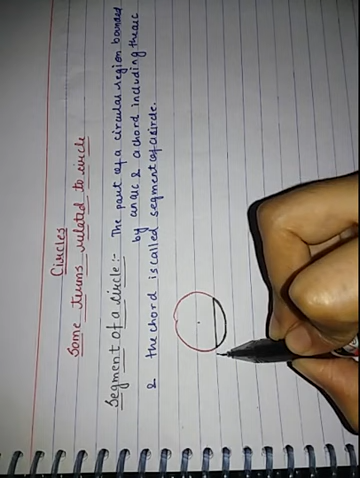 Circles
Some terms related to circle
Segment of a circle:- The part of a circular region bounded
by an arc & a chord including the arc
& the chord is called segment of a circle.